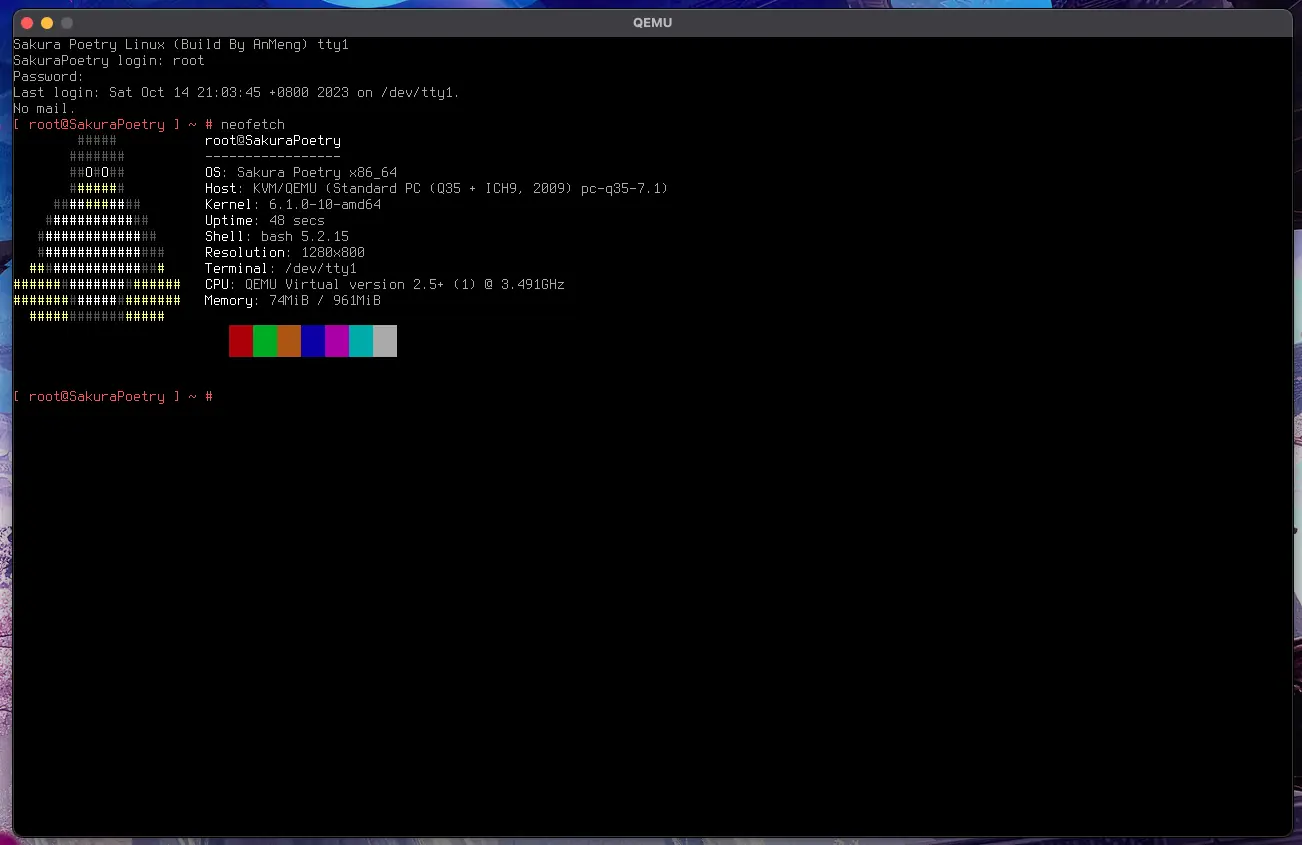 QEMU
Sakura Poetry Linux (Build By AnMeng) tty1
SakuraPoetry login: root
Password:
Last login: Sat Oct 14 21:03:45 +0800 2023 on /dev/tty1.
No mail.
[ root@SakuraPoetry ] ~ # neofetch
        #####           root@SakuraPoetry
       #######          -----------------
       ##O#O##          OS: Sakura Poetry x86_64
       #######          Host: KVM/QEMU (Standard PC (Q35 + ICH9, 2009) pc-q35-7.1)
     ###########        Kernel: 6.1.0-10-amd64
    #############       Uptime: 48 secs
   ###############      Shell: bash 5.2.15
   ################     Resolution: 1280x800
  #################     Terminal: /dev/tty1
#####################   CPU: QEMU Virtual version 2.5+ (1) @ 3.491GHz
#####################   Memory: 74MiB / 961MiB
  #################
[ root@SakuraPoetry ] ~ #